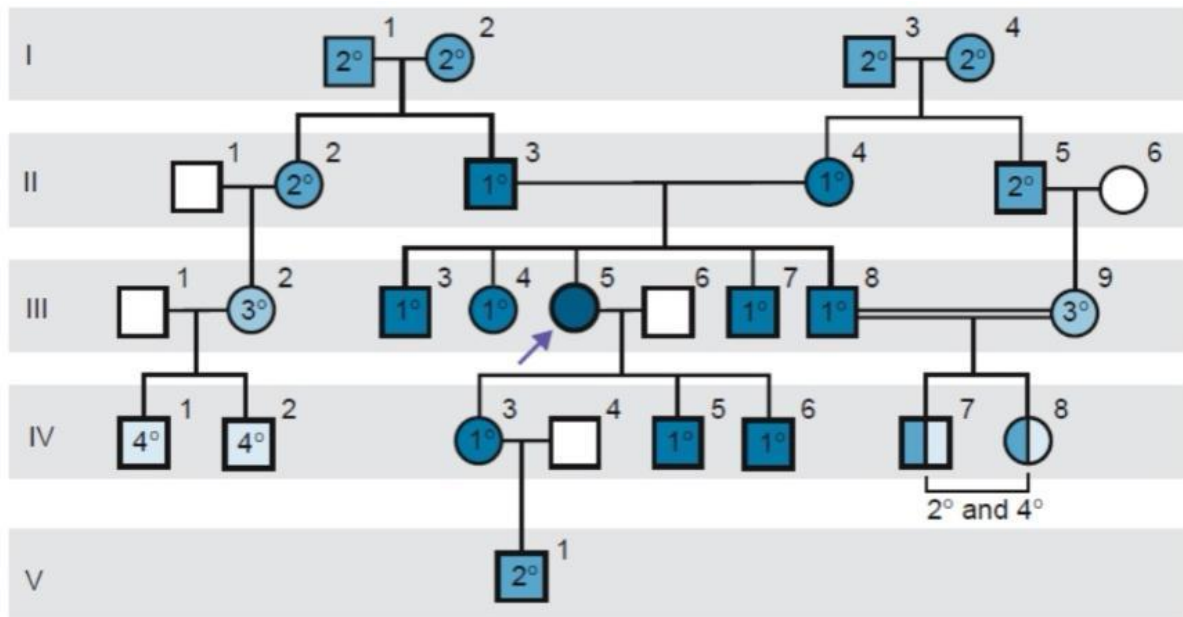 1 2 3 4
I 2° 2° 2° 2°
1 2 3 4 5 6
II 2° 1° 1° 2°
1 2 3 4 5 6 7 8 9
III 3° 1° 1° 1° 1° 3°
1 2 3 4 5 6 7 8
IV 4° 4° 1° 1° 1°
2° and 4°
1
V 2°